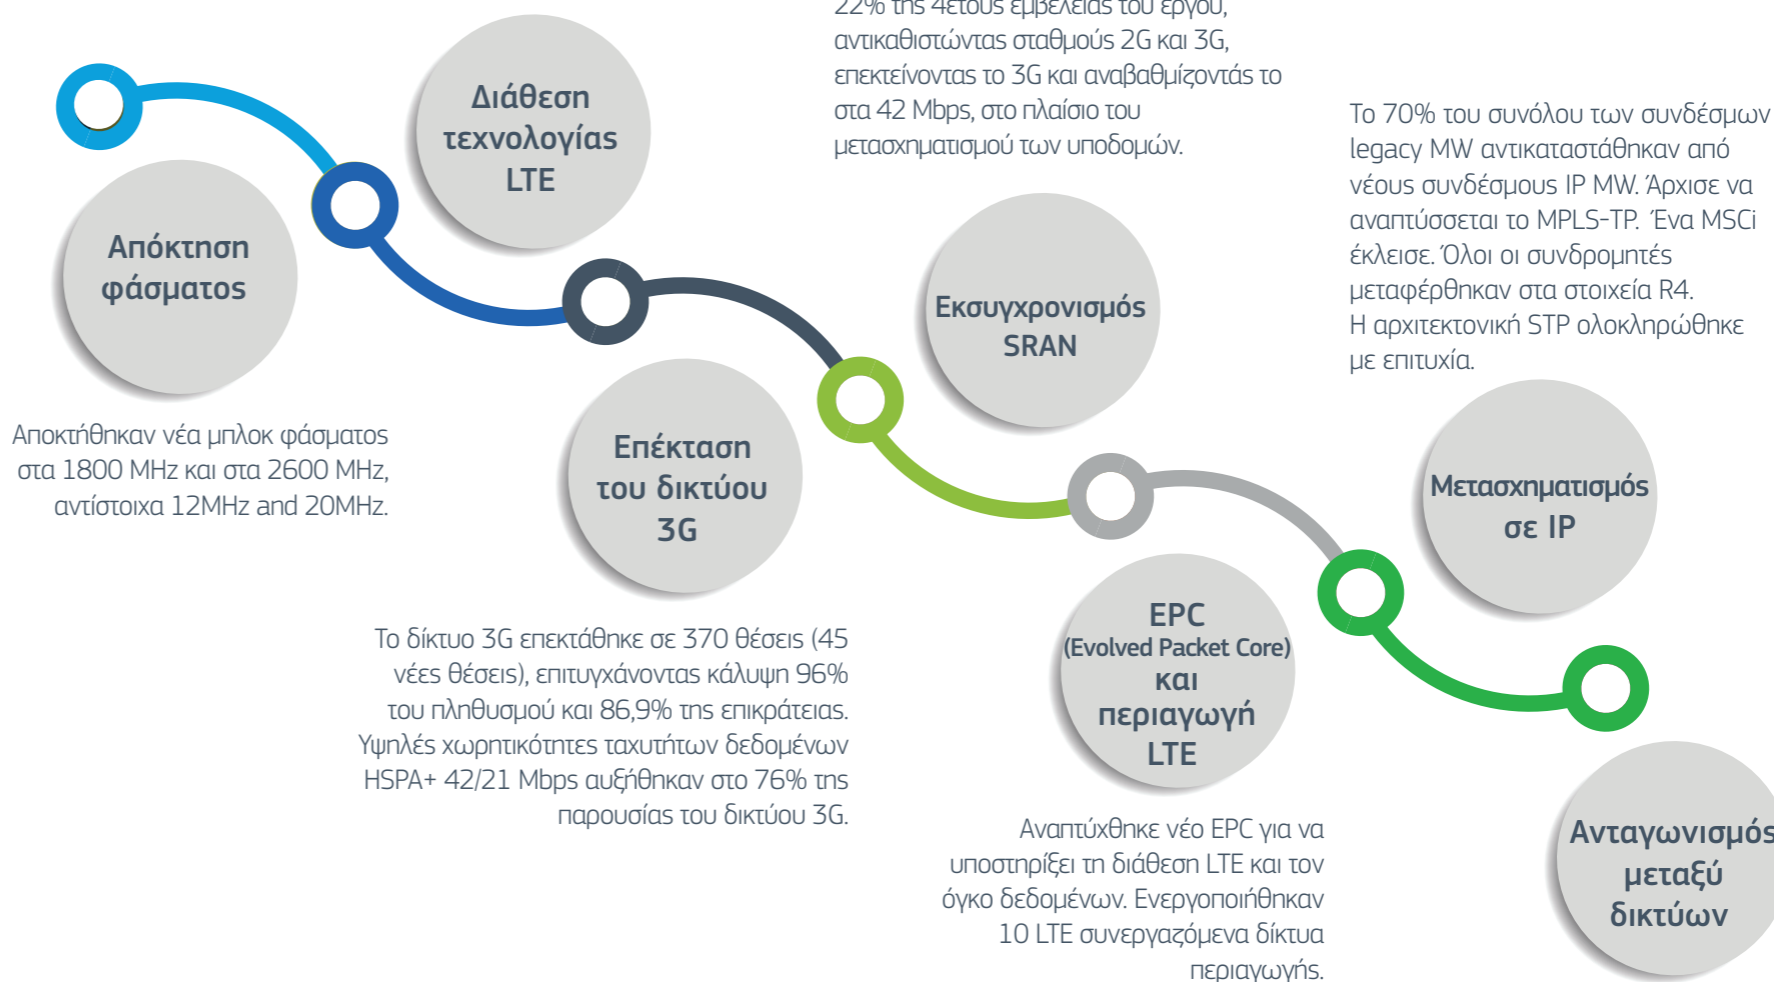 Απόκτηση
φάσματος
Αποκτήθηκαν νέα μπλοκ φάσματος
στα 1800 MHz και στα 2600 MHz,
αντίστοιχα 12MHz and 20MHz.
Διάθεση
τεχνολογίας
LTE
Επέκταση
του δικτύου
3G
Το δίκτυο 3G επεκτάθηκε σε 370 θέσεις (45
νέες θέσεις), επιτυγχάνοντας κάλυψη 96%
του πληθυσμού και 86,9% της επικράτειας.
Υψηλές χωρητικότητες ταχυτήτων δεδομένων
HSPA+ 42/21 Mbps αυξήθηκαν στο 76% της
παρουσίας του δικτύου 3G.
22% της 4ετούς εμβέλειας του έργου,
αντικαθιστώντας σταθμούς 2G και 3G,
επεκτείνοντας το 3G και αναβαθμίζοντάς το
στα 42 Mbps, στο πλαίσιο του
μετασχηματισμού των υποδομών.
Εκσυγχρονισμός
SRAN
EPC
(Evolved Packet Core)
και
περιαγωγή
LTE
Αναπτύχθηκε νέο EPC για να
υποστηρίξει τη διάθεση LTE και τον
όγκο δεδομένων. Ενεργοποιήθηκαν
10 LTE συνεργαζόμενα δίκτυα
περιαγωγής.
Το 70% του συνόλου των συνδέσμων
legacy MW αντικαταστάθηκαν από
νέους συνδέσμους IP MW. Άρχισε να
αναπτύσσεται το MPLS-TP. Ένα MSCi
έκλεισε. Όλοι οι συνδρομητές
μεταφέρθηκαν στα στοιχεία R4.
Η αρχιτεκτονική STP ολοκληρώθηκε
με επιτυχία.
Μετασχηματισμός
σε IP
Ανταγωνισμός
μεταξύ
δικτύων